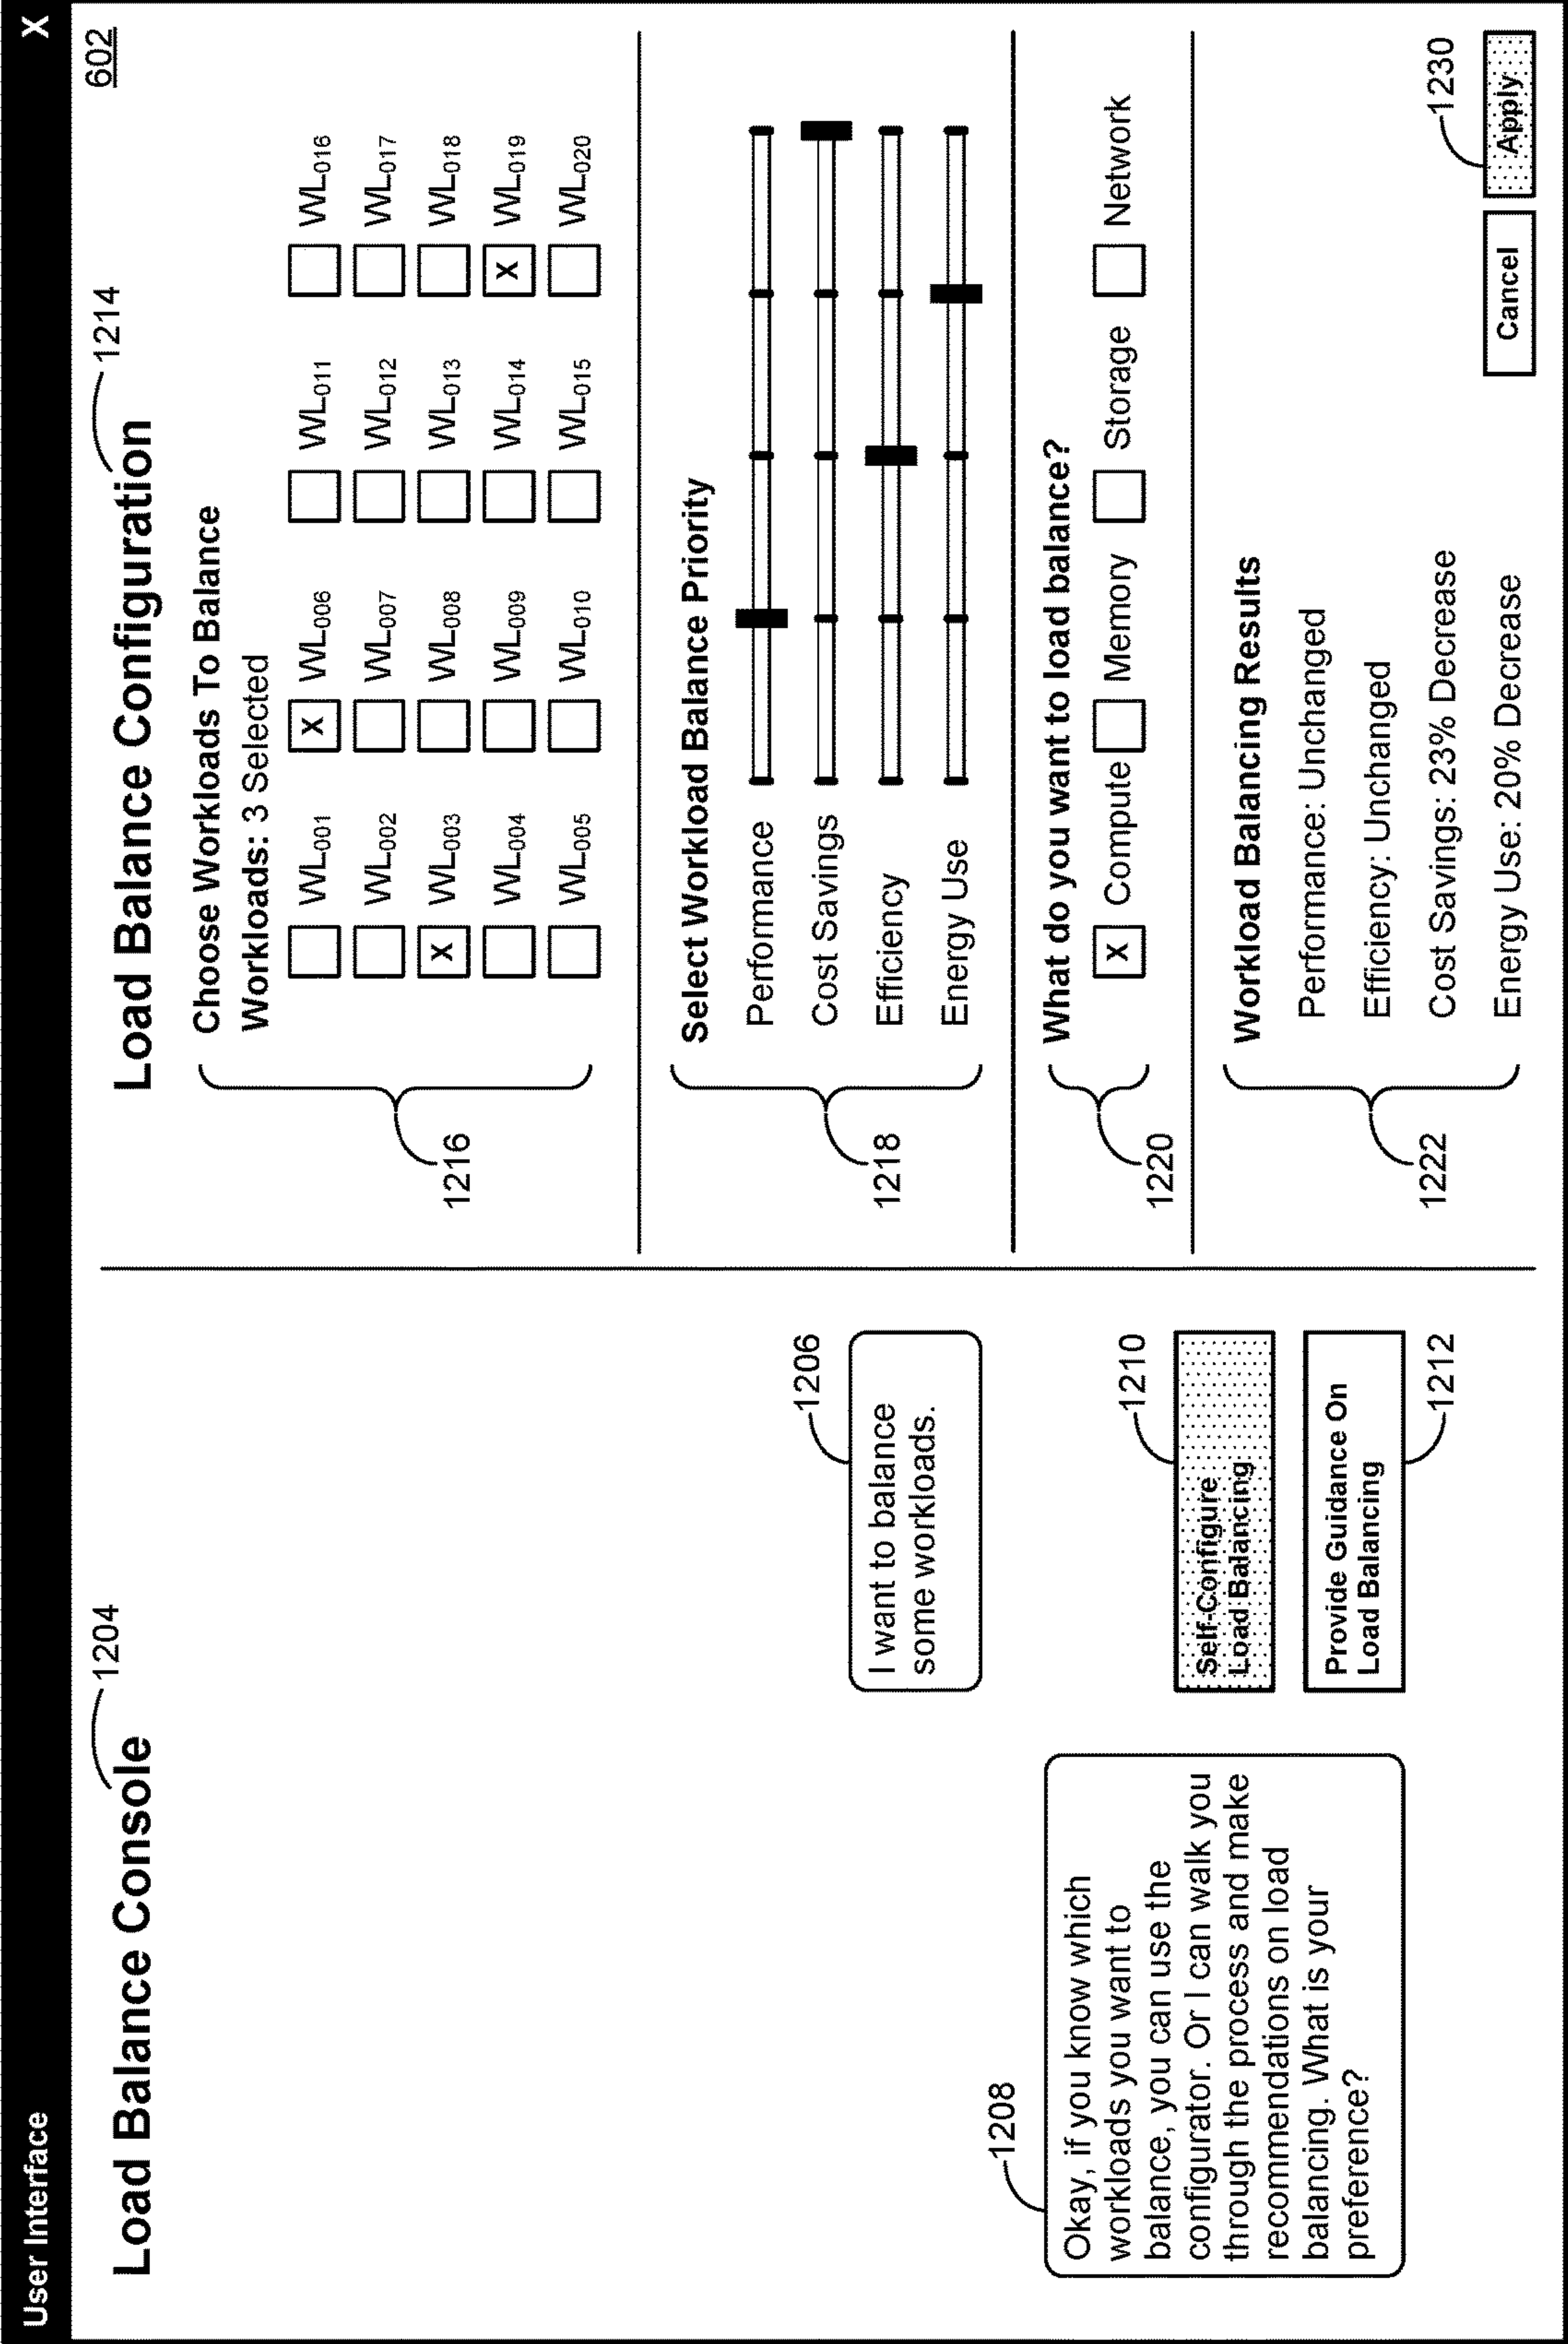 User Interface X
602
Load Balance Console
1204
1206
I want to balance
some workloads.
1208
Okay, if you know which
workloads you want to
balance, you can use the
configurator. Or I can walk you
through the process and make
recommendations on load
balancing. What is your
preference?
1210
Self-Configure
Load Balancing
Provide Guidance On
Load Balancing
1212
Load Balance Configuration
1214
Choose Workloads To Balance
Workloads: 3 Selected
WL001 X WL006 WL011 WL016
WL002 WL007 WL012 WL017
X WL003 WL008 WL013 WL018
WL004 WL009 WL014 X WL019
WL005 WL010 WL015 WL020
1216
Select Workload Balance Priority
Performance
Cost Savings
Efficiency
Energy Use
1218
What do you want to load balance?
X Compute Memory Storage Network
1220
Workload Balancing Results
Performance: Unchanged
Efficiency: Unchanged
Cost Savings: 23% Decrease
Energy Use: 20% Decrease
1222
1230
Cancel Apply